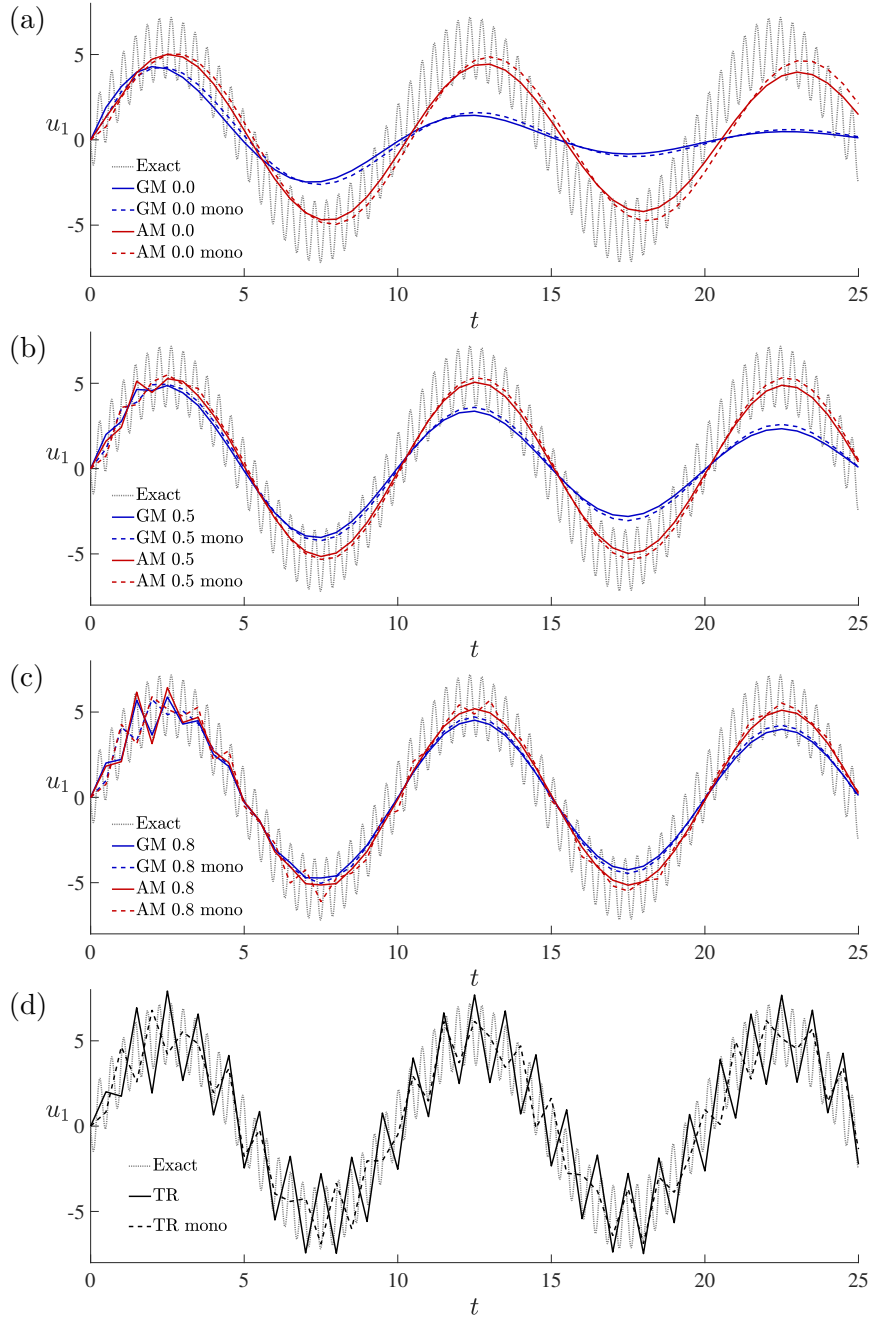 (a)
5
0
-5
u₁
Exact
GM 0.0
GM 0.0 mono
AM 0.0
AM 0.0 mono
0 5 10 15 20 25
t
(b)
5
0
-5
u₁
Exact
GM 0.5
GM 0.5 mono
AM 0.5
AM 0.5 mono
0 5 10 15 20 25
t
(c)
5
0
-5
u₁
Exact
GM 0.8
GM 0.8 mono
AM 0.8
AM 0.8 mono
0 5 10 15 20 25
t
(d)
5
0
-5
u₁
Exact
TR
TR mono
0 5 10 15 20 25
t